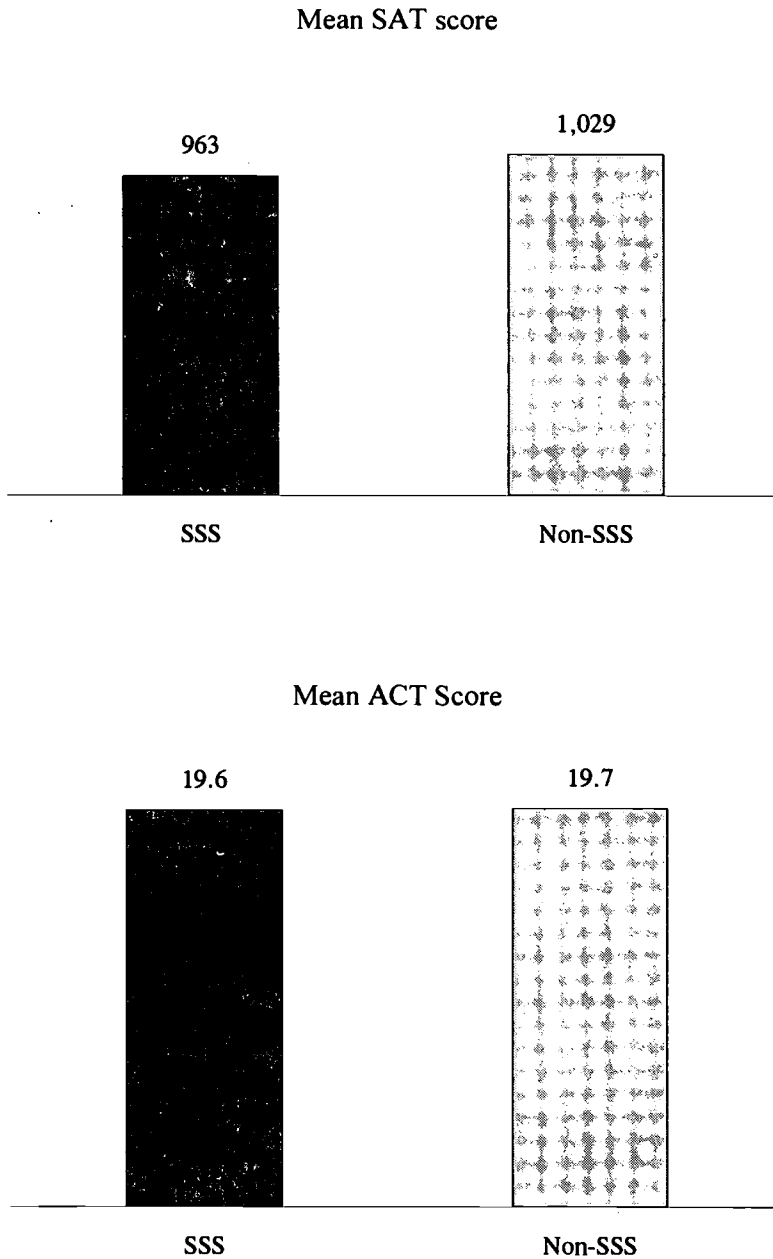 Mean SAT score
963
1,029
SSS
Non-SSS
Mean ACT Score
19.6
19.7
SSS
Non-SSS